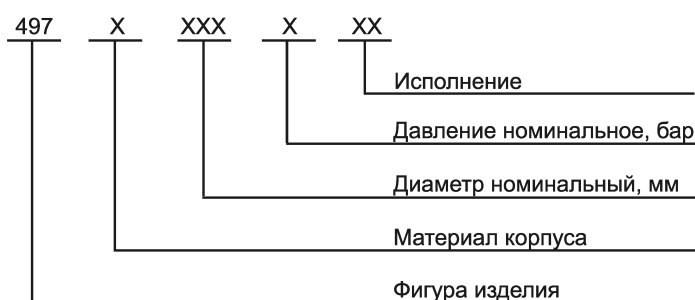 497 X XXX X XX
Исполнение
Давление номинальное, бар
Диаметр номинальный, мм
Материал корпуса
Фигура изделия